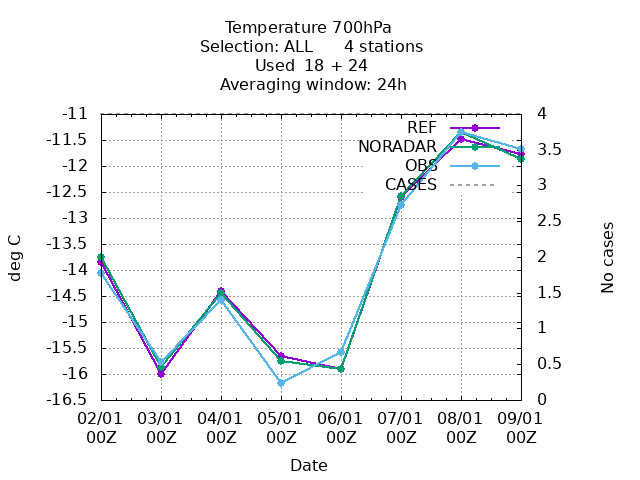 Temperature 700hPa
Selection: ALL 4 stations
Used 18 + 24
Averaging window: 24h
REF
NORADAR
OBS
CASES
-11
-11.5
-12
-12.5
-13
-13.5
-14
-14.5
-15
-15.5
-16
-16.5
4
3.5
3
2.5
2
1.5
1
0.5
0
deg C
No cases
02/01 03/01 04/01 05/01 06/01 07/01 08/01 09/01
00Z 00Z 00Z 00Z 00Z 00Z 00Z 00Z
Date